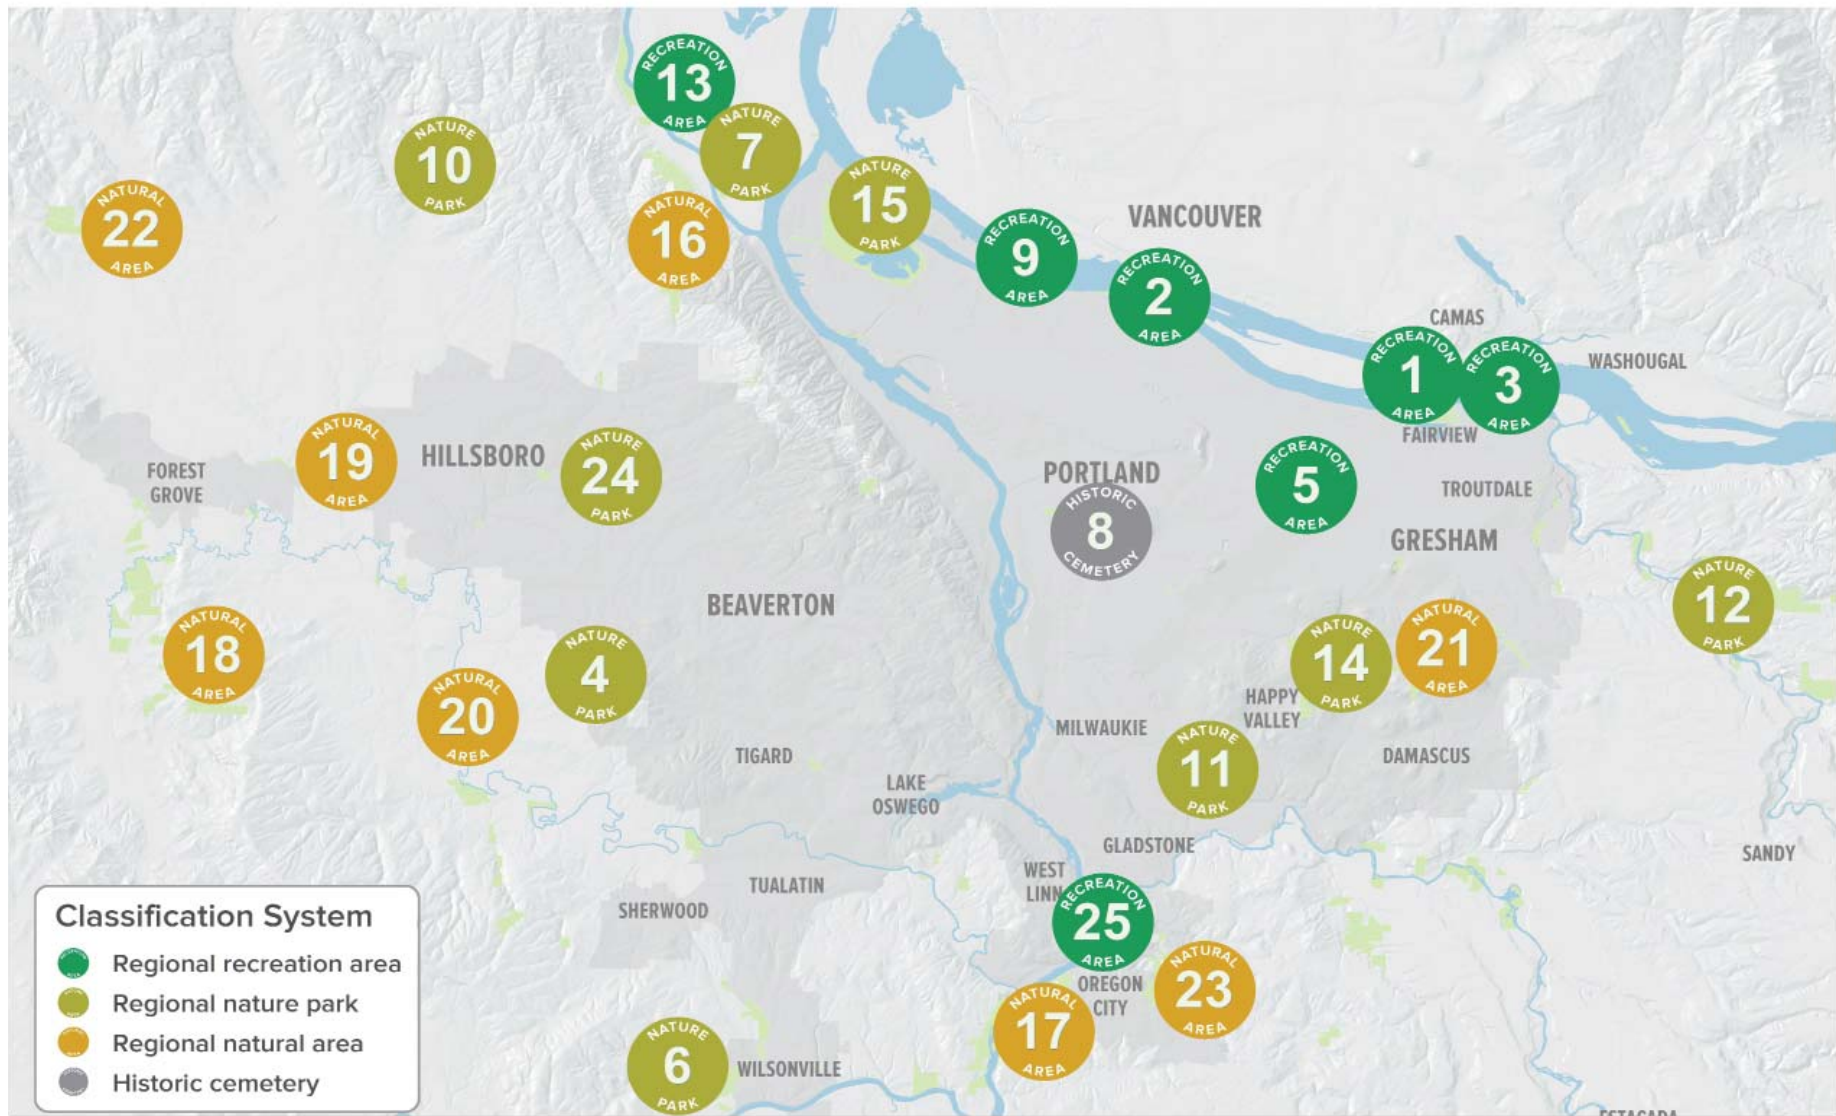 RECREATION
13
AREA
NATURE
7
PARK
NATURE
10
PARK
NATURE
15
PARK
NATURAL
22
AREA
NATURAL
16
AREA
RECREATION
9
AREA
VANCOUVER
RECREATION
2
AREA
CAMAS
RECREATION
1
AREA
RECREATION
3
AREA
WASHOUGAL
FAIRVIEW
NATURAL
19
AREA
FOREST
GROVE
HILLSBORO
NATURE
24
PARK
PORTLAND
HISTORIC
8
CEMETERY
RECREATION
5
AREA
TROUTDALE
GRESHAM
NATURE
12
PARK
BEAVERTON
NATURAL
18
AREA
NATURE
4
PARK
NATURAL
20
AREA
NATURE
14
PARK
NATURAL
21
AREA
HAPPY
VALLEY
MILWAUKIE
NATURE
11
PARK
DAMASCUS
TIGARD
LAKE
OSWEGO
GLADSTONE
SANDY
WEST
LINN
TUALATIN
SHERWOOD
RECREATION
25
AREA
OREGON
CITY
NATURAL
23
AREA
NATURAL
17
AREA
NATURE
6
PARK
WILSONVILLE
Classification System
Regional recreation area
Regional nature park
Regional natural area
Historic cemetery